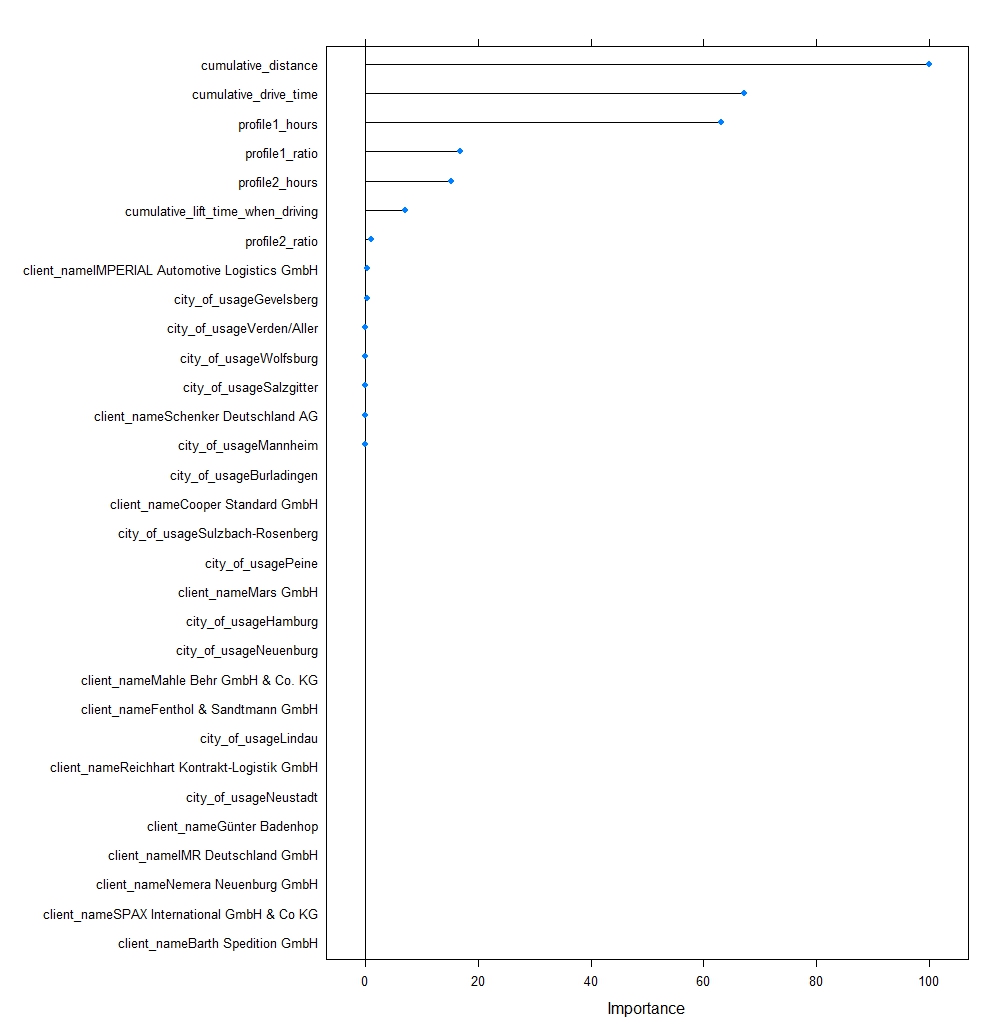 cumulative_distance
cumulative_drive_time
profile1_hours
profile1_ratio
profile2_hours
cumulative_lift_time_when_driving
profile2_ratio
client_nameIMPERIAL Automotive Logistics GmbH
city_of_usageGevelsberg
city_of_usageVerden/Aller
city_of_usageWolfsburg
city_of_usageSalzgitter
client_nameSchenker Deutschland AG
city_of_usageMannheim
city_of_usageBurladingen
client_nameCooper Standard GmbH
city_of_usageSulzbach-Rosenberg
city_of_usagePeine
client_nameMars GmbH
city_of_usageHamburg
city_of_usageNeuenburg
client_nameMahle Behr GmbH & Co. KG
client_nameFenthol & Sandtmann GmbH
city_of_usageLindau
client_nameReichhart Kontrakt-Logistik GmbH
city_of_usageNeustadt
client_nameGünter Badenhop
client_nameIMR Deutschland GmbH
client_nameNemera Neuenburg GmbH
client_nameSPAX International GmbH & Co KG
client_nameBarth Spedition GmbH
0 20 40 60 80 100
Importance